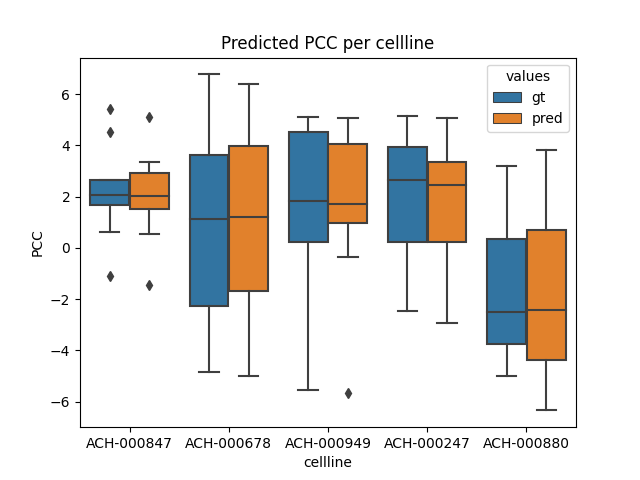 Predicted PCC per cellline
values
gt
pred
PCC
6
4
2
0
−2
−4
−6
ACH-000847 ACH-000678 ACH-000949 ACH-000247 ACH-000880
cellline